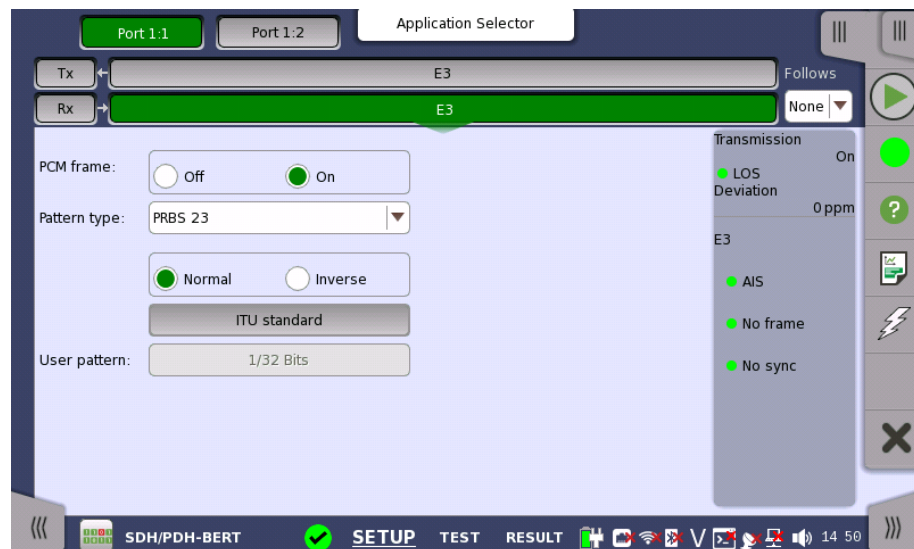 Application Selector
Port 1:1
Port 1:2
Tx
E3
Follows
Rx
E3
None
PCM frame:
Off
On
Pattern type:
PRBS 23
Normal
Inverse
ITU standard
User pattern:
1/32 Bits
Transmission
On
LOS
Deviation
0 ppm
E3
AIS
No frame
No sync
SDH/PDH-BERT
SETUP
TEST
RESULT
V
14 50